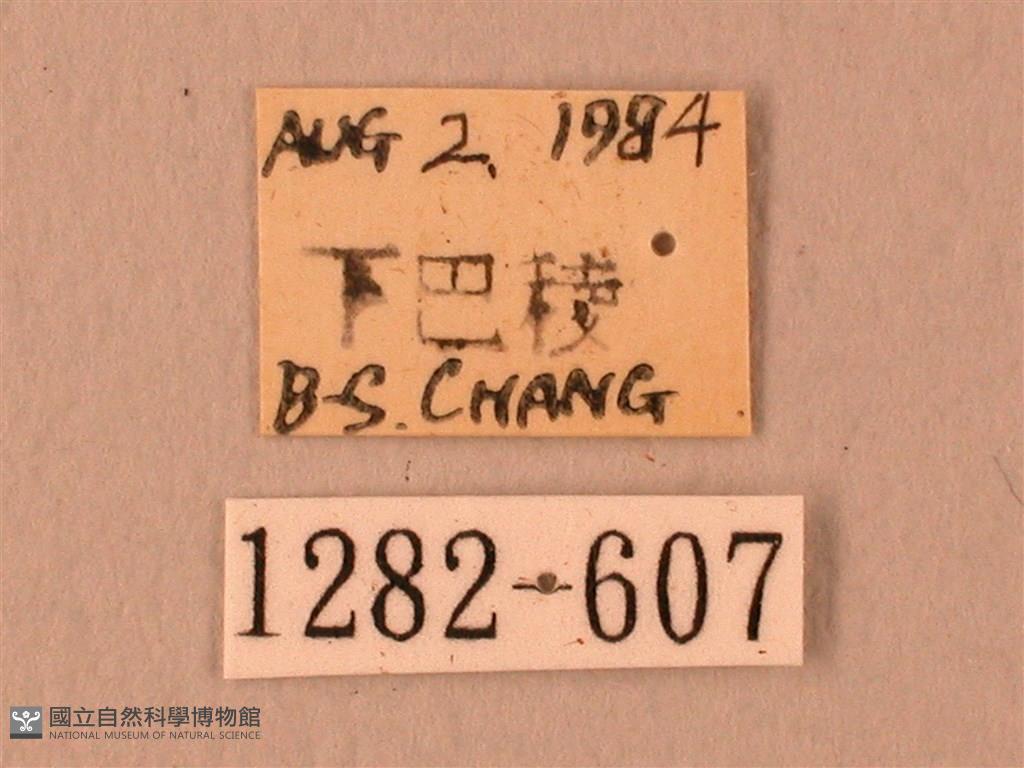 AUG 2, 1984
下巴稜
B-S. CHANG
1282-607
國立自然科學博物館
NATIONAL MUSEUM OF NATURAL SCIENCE